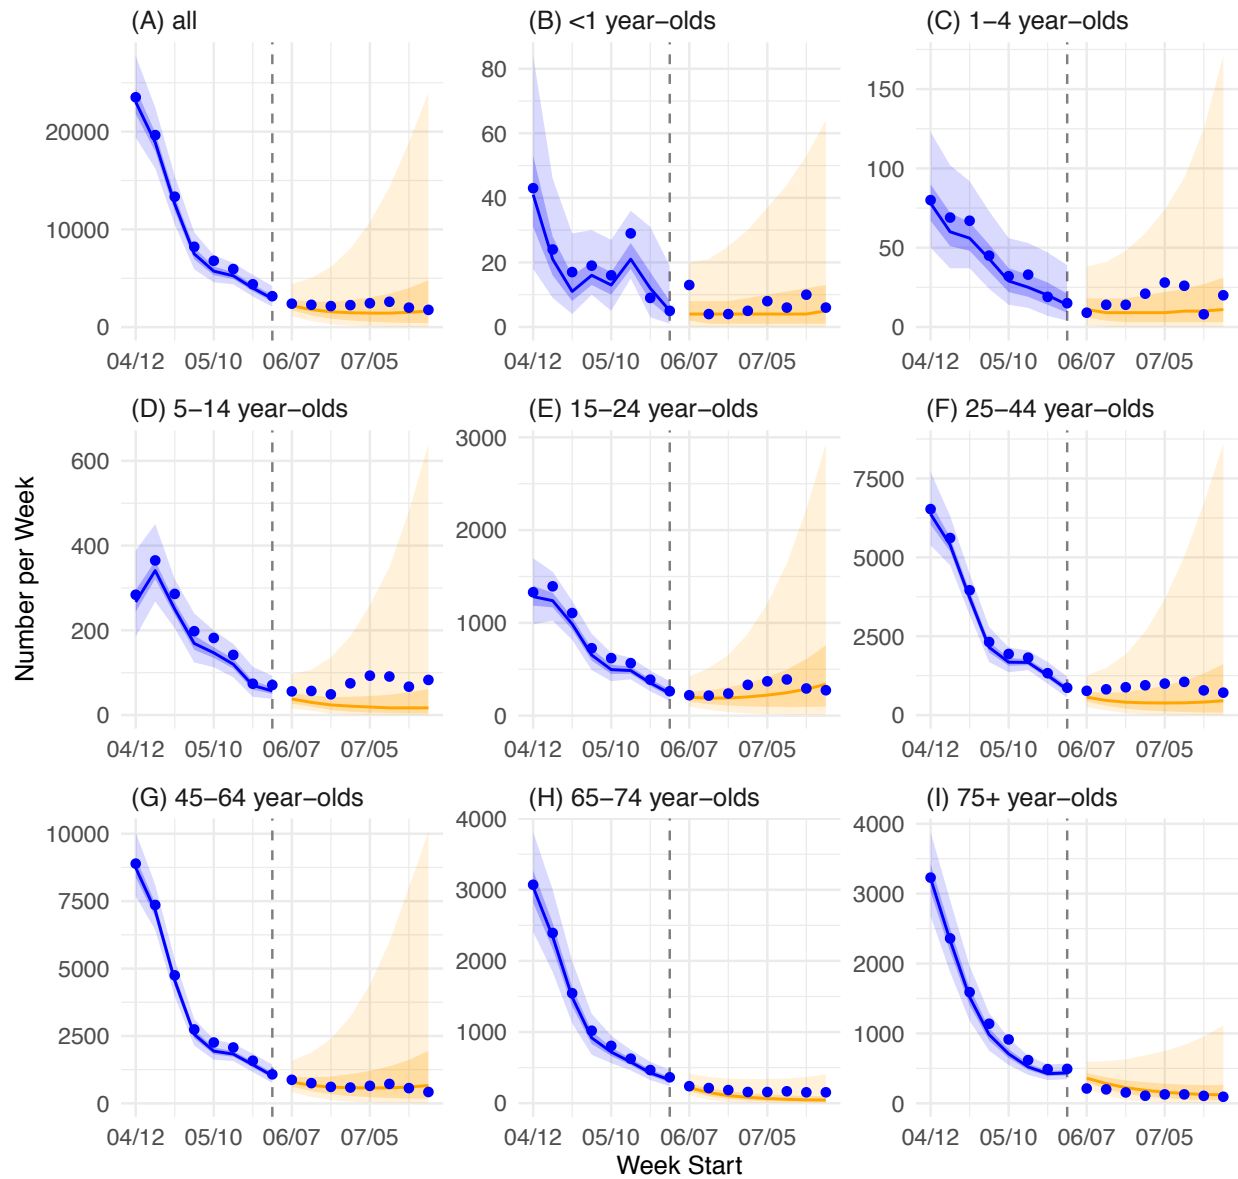 (A) all
(B) <1 year−olds
(C) 1−4 year−olds
20000
10000
0
80
60
40
20
0
150
100
50
0
04/12 05/10 06/07 07/05
04/12 05/10 06/07 07/05
04/12 05/10 06/07 07/05
(D) 5−14 year−olds
(E) 15−24 year−olds
(F) 25−44 year−olds
Number per Week
600
400
200
0
3000
2000
1000
0
7500
5000
2500
0
04/12 05/10 06/07 07/05
04/12 05/10 06/07 07/05
04/12 05/10 06/07 07/05
(G) 45−64 year−olds
(H) 65−74 year−olds
(I) 75+ year−olds
10000
7500
5000
2500
0
4000
3000
2000
1000
0
4000
3000
2000
1000
0
04/12 05/10 06/07 07/05
04/12 05/10 06/07 07/05
04/12 05/10 06/07 07/05
Week Start